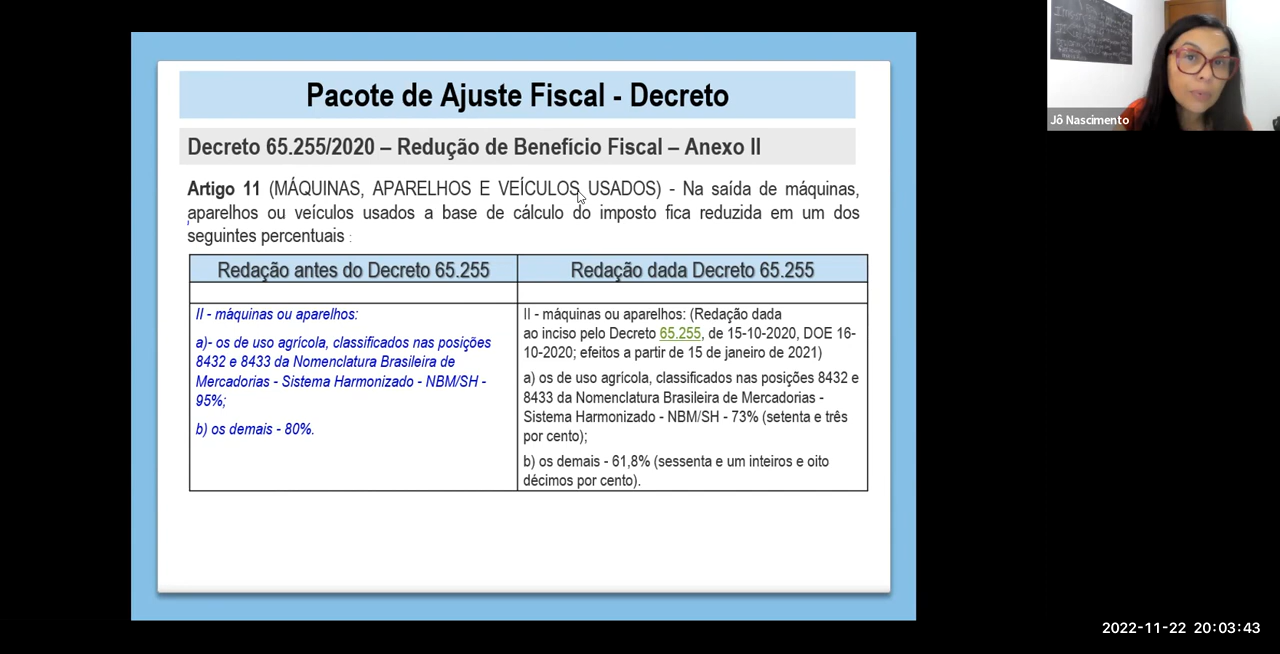 Pacote de Ajuste Fiscal - Decreto
Decreto 65.255/2020 – Redução de Benefício Fiscal – Anexo II
Artigo 11 (MÁQUINAS, APARELHOS E VEÍCULOS USADOS) - Na saída de máquinas,
aparelhos ou veículos usados a base de cálculo do imposto fica reduzida em um dos
seguintes percentuais :
Redação antes do Decreto 65.255
Redação dada Decreto 65.255
II - máquinas ou aparelhos:
a)- os de uso agrícola, classificados nas posições
8432 e 8433 da Nomenclatura Brasileira de
Mercadorias - Sistema Harmonizado - NBM/SH -
95%;
b) os demais - 80%.
II - máquinas ou aparelhos: (Redação dada
ao inciso pelo Decreto 65.255, de 15-10-2020, DOE 16-
10-2020; efeitos a partir de 15 de janeiro de 2021)
a) os de uso agrícola, classificados nas posições 8432 e
8433 da Nomenclatura Brasileira de Mercadorias -
Sistema Harmonizado - NBM/SH - 73% (setenta e três
por cento);
b) os demais - 61,8% (sessenta e um inteiros e oito
décimos por cento).
Jô Nascimento
2022-11-22 20:03:43